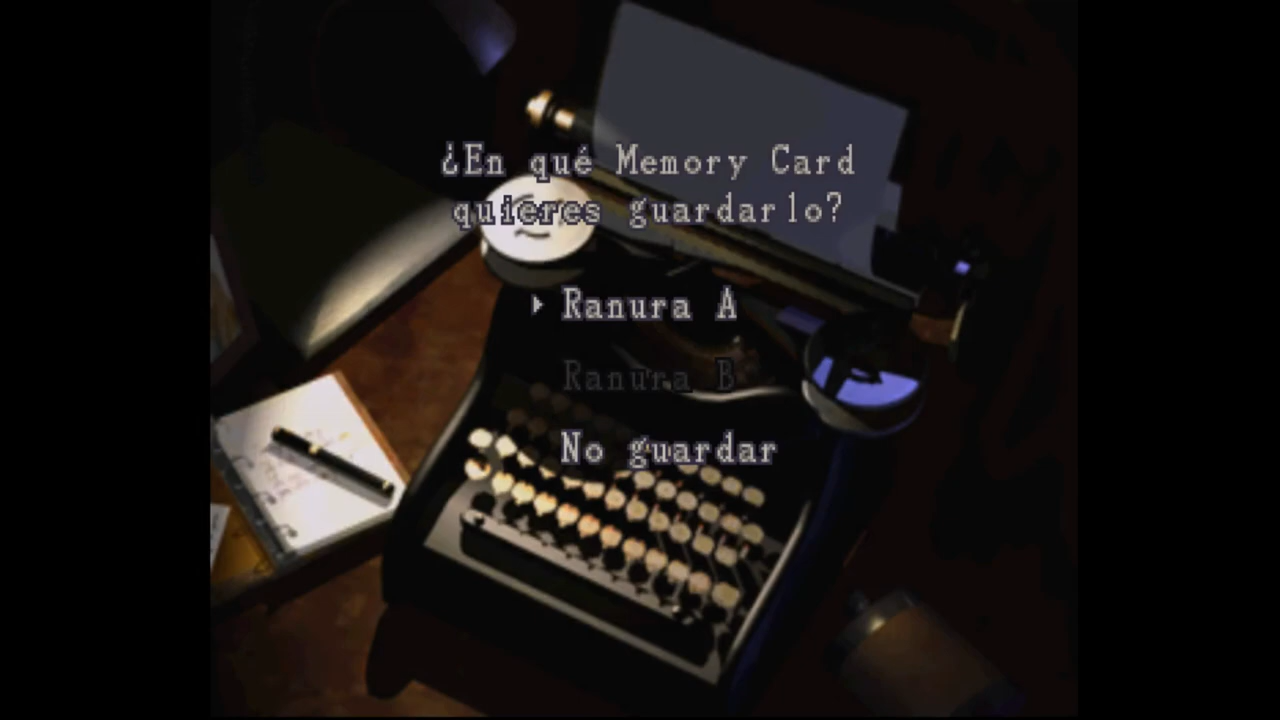 ¿En qué Memory Card
quieres guardarlo?
Ranura A
Ranura B
No guardar